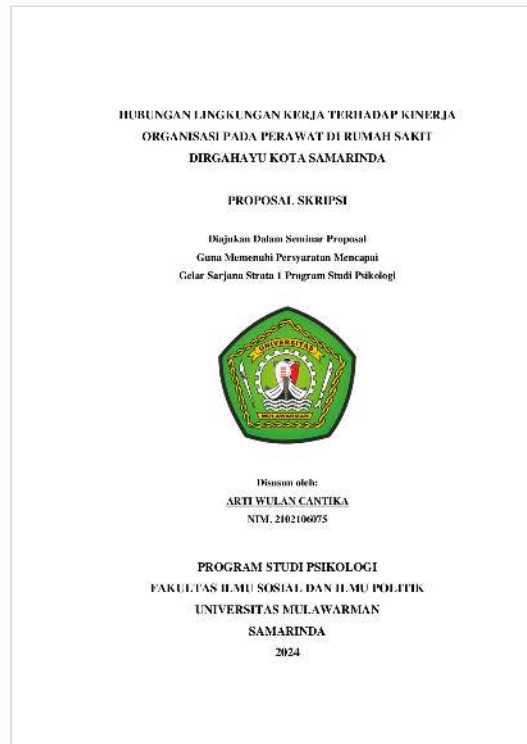 HUBUNGAN LINGKUNGAN KERJA TERHADAP KINERJA
ORGANISASI PADA PERAWAT DI RUMAH SAKIT
DIRGAHAYU KOTA SAMARINDA
PROPOSAL SKRIPSI
Diajukan Dalam Seminar Proposal
Guna Memenuhi Persyaratan Mencapai
Gelar Sarjana Strata 1 Program Studi Psikologi
UNIVERSITAS
MULAWARMAN
Disusun oleh:
ARTI WULAN CANTIKA
NIM. 2102106075
PROGRAM STUDI PSIKOLOGI
FAKULTAS ILMU SOSIAL DAN ILMU POLITIK
UNIVERSITAS MULAWARMAN
SAMARINDA
2024